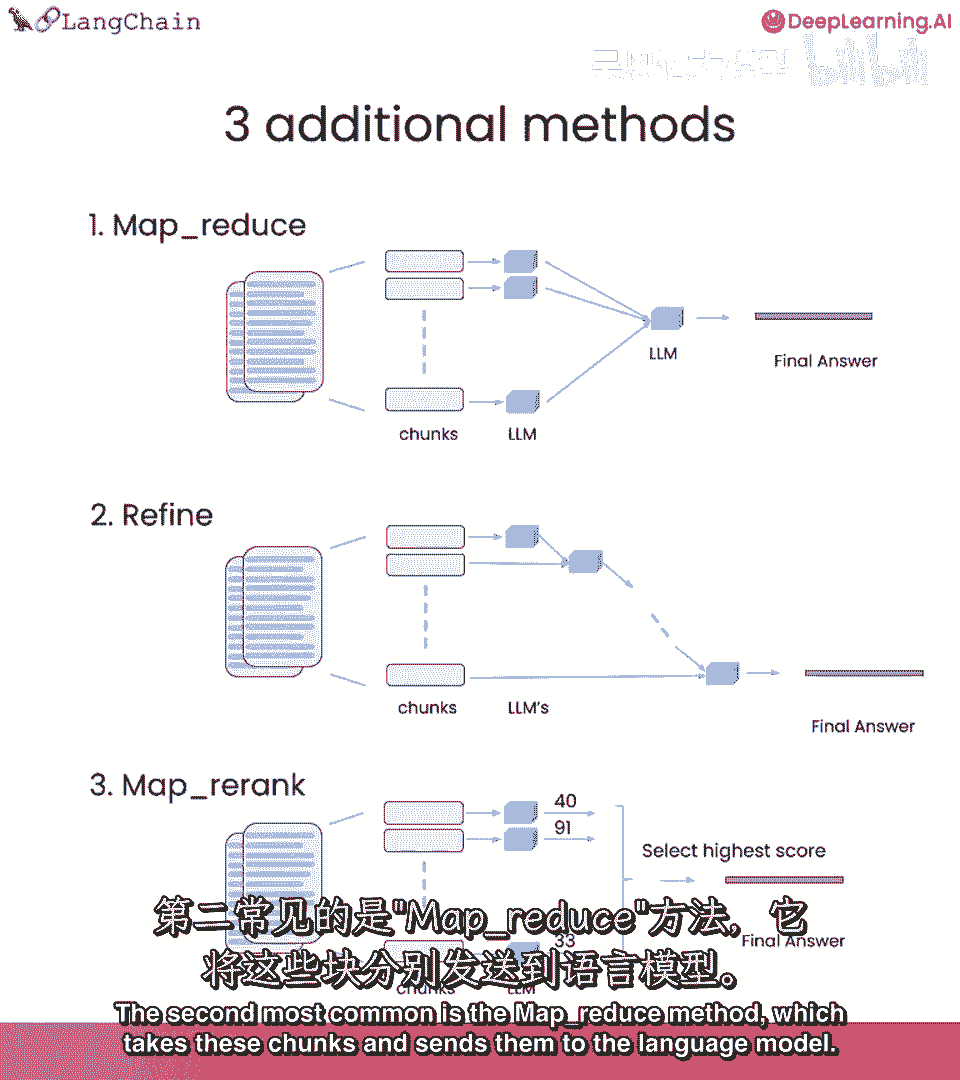 LangChain
DeepLearning.AI
3 additional methods
1. Map_reduce
LLM
Final Answer
chunks
LLM
2. Refine
chunks
LLM's
Final Answer
3. Map_rerank
40
91
Select highest score
33
Final Answer
chunks
LLM
第二常见的是"Map_reduce"方法, 它
将这些块分别发送到语言模型。
The second most common is the Map_reduce method, which
takes these chunks and sends them to the language model.